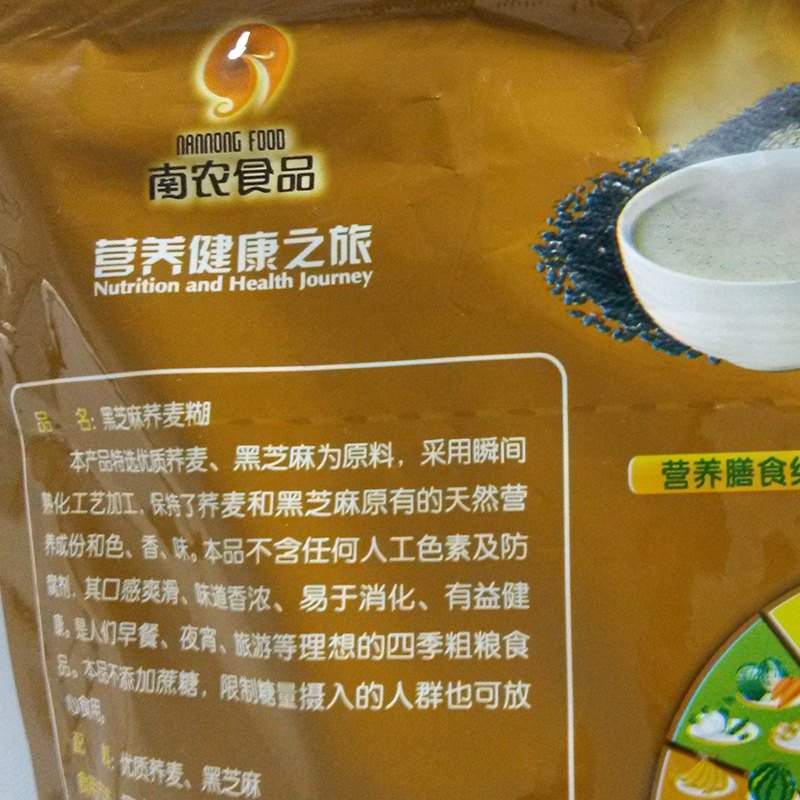 NANNONG FOOD
南农食品
营养健康之旅
Nutrition and Health Journey
品 名: 黑芝麻荞麦糊
本产品特选优质荞麦、黑芝麻为原料，采用瞬间
熟化工艺加工，保持了荞麦和黑芝麻原有的天然营
养成份和色、香、味。本品不含任何人工色素及防
腐剂，其口感爽滑、味道香浓、易于消化、有益健
康。是人们早餐、夜宵、旅游等理想的四季粗粮食
品。本品不添加蔗糖，限制糖量摄入的人群也可放
心食用。
配 料: 优质荞麦、黑芝麻
营养膳食